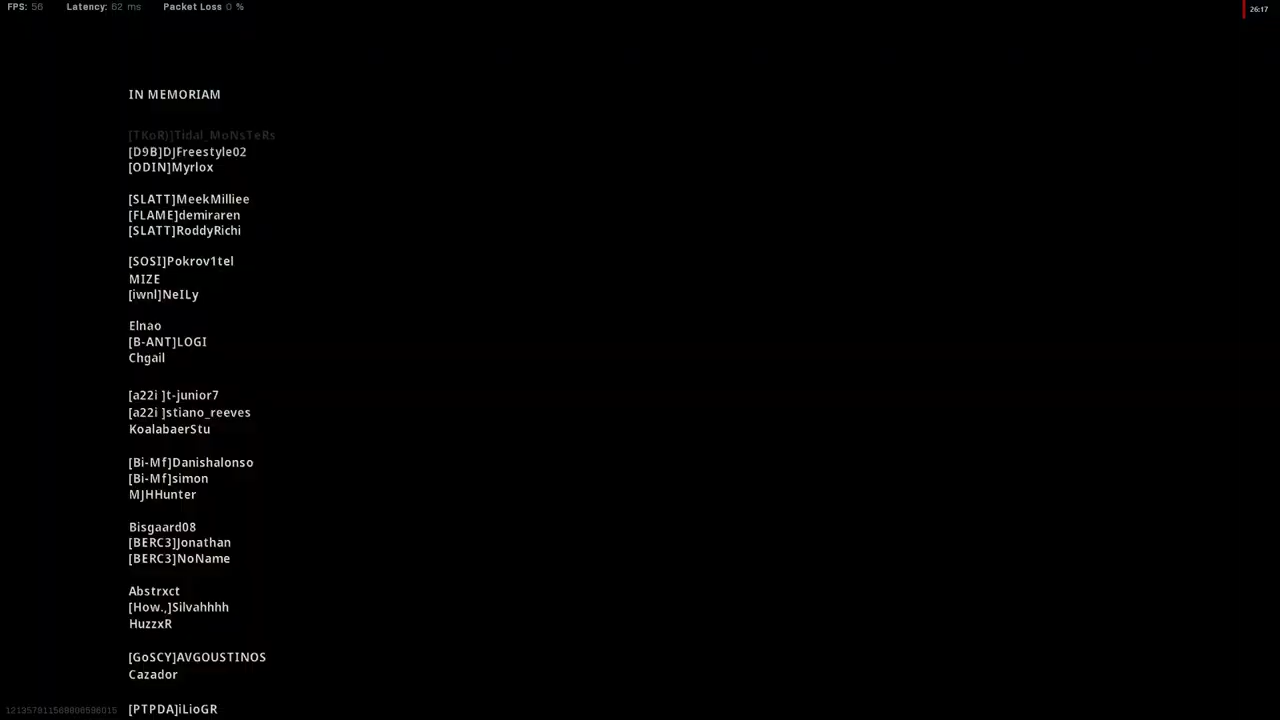 FPS: 56 Latency: 62 ms Packet Loss 0 %
26:17
IN MEMORIAM
[TKoR)]Tidal_MoNsTeRs
[D9B]DJFreestyle02
[ODIN]Myrlox
[SLATT]MeekMilliee
[FLAME]demiraren
[SLATT]RoddyRichi
[SOSI]Pokrov1tel
MIZE
[iwnl]NeILy
Elnao
[B-ANT]LOGI
Chgail
[a22i ]t-junior7
[a22i ]stiano_reeves
KoalabaerStu
[Bi-Mf]Danishalonso
[Bi-Mf]simon
MJHHunter
Bisgaard08
[BERC3]Jonathan
[BERC3]NoName
Abstrxct
[How.,]Silvahhhh
HuzzxR
[GoSCY]AVGOUSTINOS
Cazador
[PTPDA]iLioGR